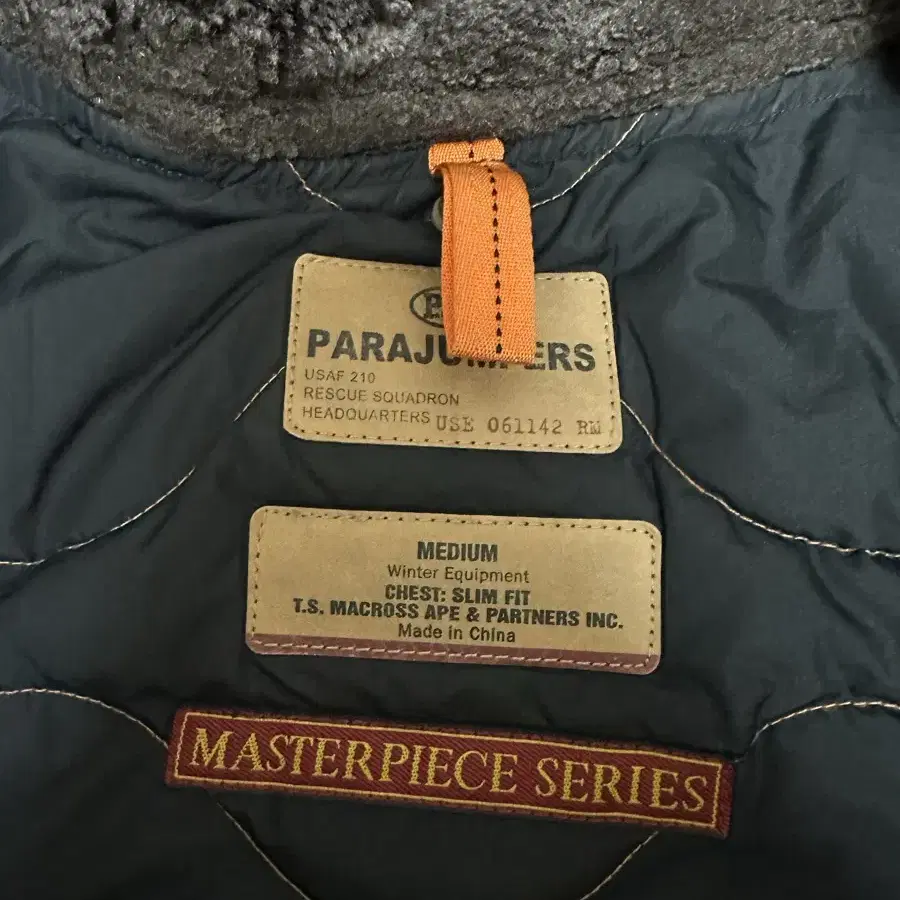 USAF 210
RESCUE SQUADRON
HEADQUARTERS USE 061142 RM
MEDIUM
Winter Equipment
CHEST: SLIM FIT
T.S. MACROSS APE & PARTNERS INC.
Made in China
MASTERPIECE SERIES